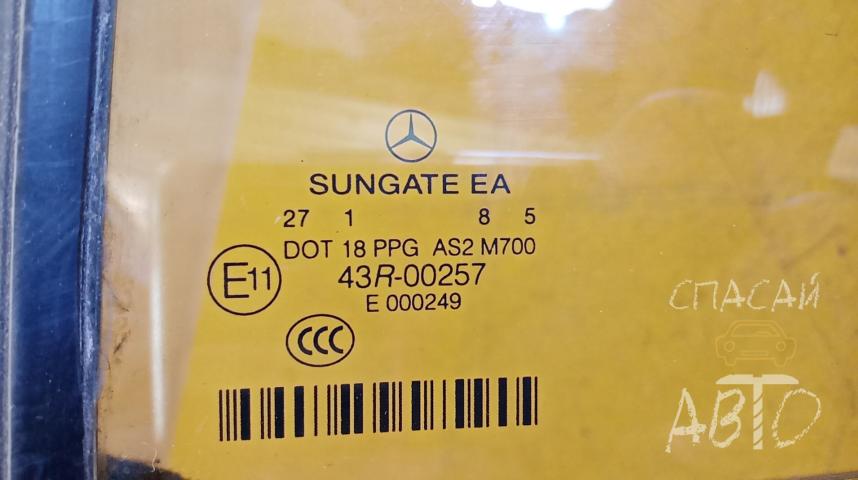 SUNGATE EA
27 1 8 5
DOT 18 PPG AS2 M700
E11
43R-00257
E 000249
CCC
СПАСАЙ
АВТО